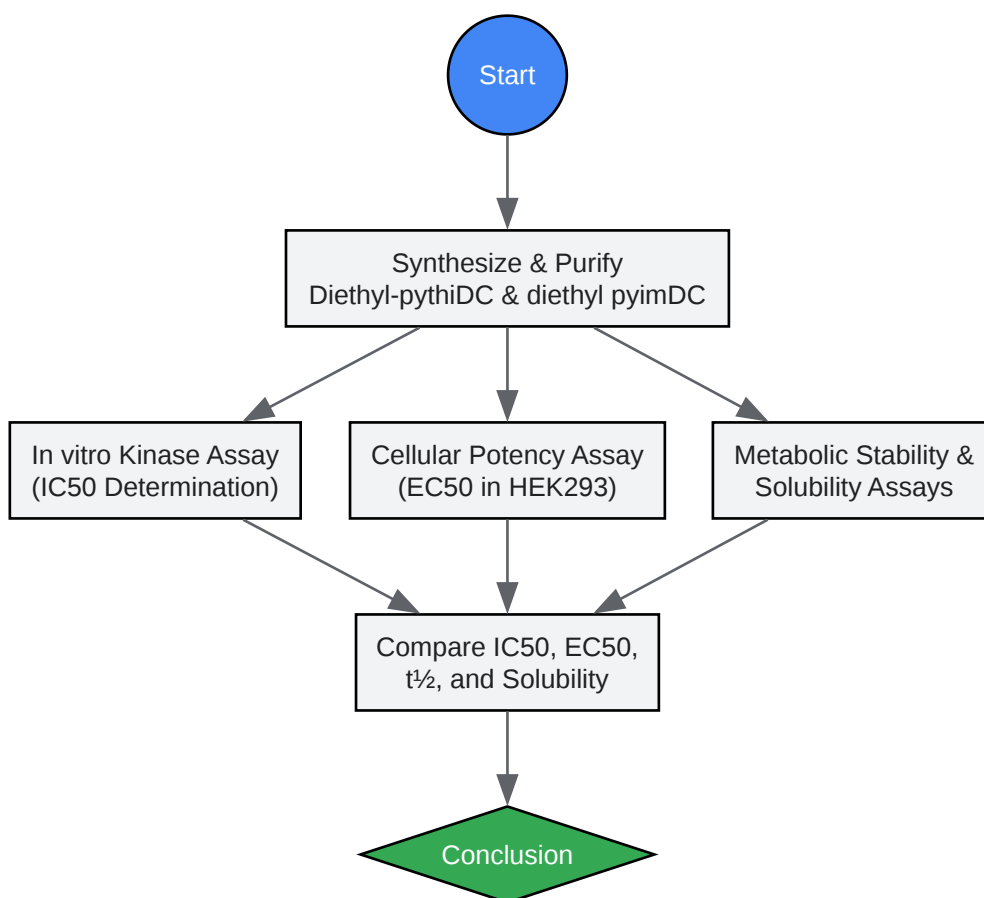 Start
Synthesize & Purify
Diethyl-pythiDC & diethyl pyimDC
In vitro Kinase Assay
(IC50 Determination)
Cellular Potency Assay
(EC50 in HEK293)
Metabolic Stability &
Solubility Assays
Compare IC50, EC50,
t½, and Solubility
Conclusion